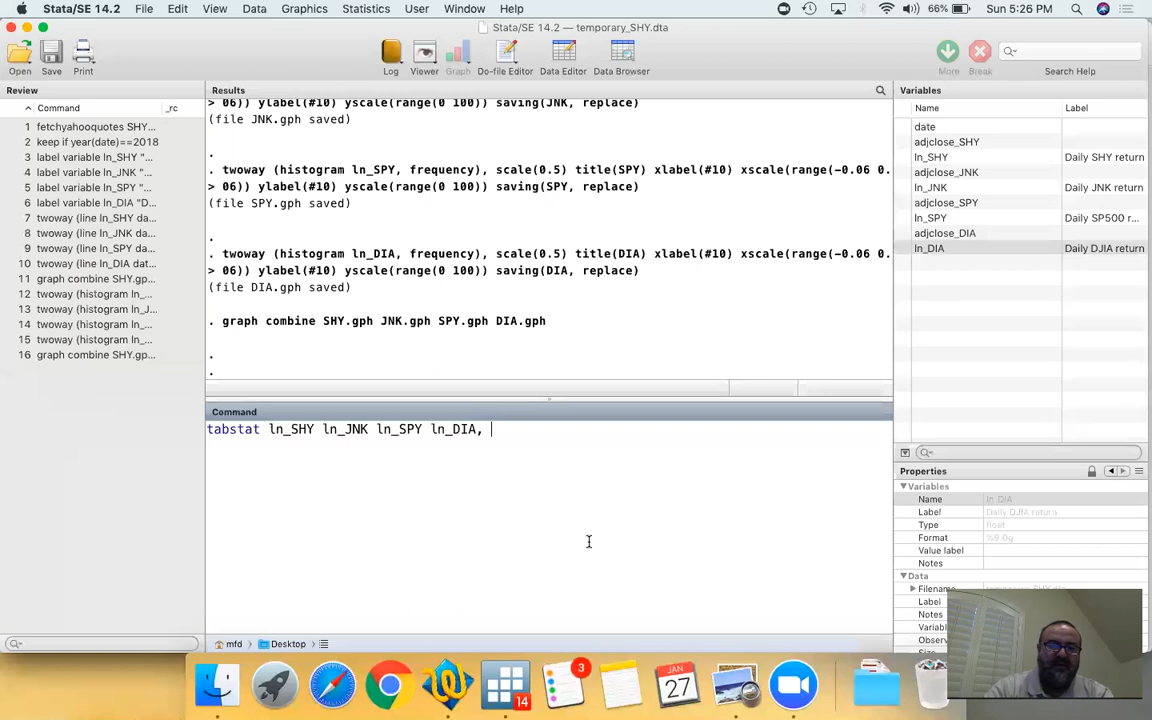 Stata/SE 14.2 File Edit View Data Graphics Statistics User Window Help 66% Sun 5:26 PM
Stata/SE 14.2 — temporary_SHY.dta
Open Save Print Log Viewer Graph Do-file Editor Data Editor Data Browser More Break Search Help
Review
Command _rc
1 fetchyahooquotes SHY...
2 keep if year(date)==2018
3 label variable ln_SHY "...
4 label variable ln_JNK "...
5 label variable ln_SPY "...
6 label variable ln_DIA "D...
7 twoway (line ln_SHY da...
8 twoway (line ln_JNK da...
9 twoway (line ln_SPY da...
10 twoway (line ln_DIA dat...
11 graph combine SHY.gp...
12 twoway (histogram ln_...
13 twoway (histogram ln_J...
14 twoway (histogram ln_...
15 twoway (histogram ln_...
16 graph combine SHY.gp...
Results
> 06)) ylabel(#10) yscale(range(0 100)) saving(JNK, replace)
(file JNK.gph saved)
.
. twoway (histogram ln_SPY, frequency), scale(0.5) title(SPY) xlabel(#10) xscale(range(-0.06 0.
> 06)) ylabel(#10) yscale(range(0 100)) saving(SPY, replace)
(file SPY.gph saved)
.
. twoway (histogram ln_DIA, frequency), scale(0.5) title(DIA) xlabel(#10) xscale(range(-0.06 0.
> 06)) ylabel(#10) yscale(range(0 100)) saving(DIA, replace)
(file DIA.gph saved)
. graph combine SHY.gph JNK.gph SPY.gph DIA.gph
.
.
Command
tabstat ln_SHY ln_JNK ln_SPY ln_DIA,
mfd Desktop
Variables
Name Label
date
adjclose_SHY
ln_SHY Daily SHY return
adjclose_JNK
ln_JNK Daily JNK return
adjclose_SPY
ln_SPY Daily SP500 r...
adjclose_DIA
ln_DIA Daily DJIA return
Properties
Variables
Name ln_DIA
Label Daily DJIA return
Type float
Format %9.0g
Value label
Notes
Data
Filename
Label
Notes
3
14
JAN
27